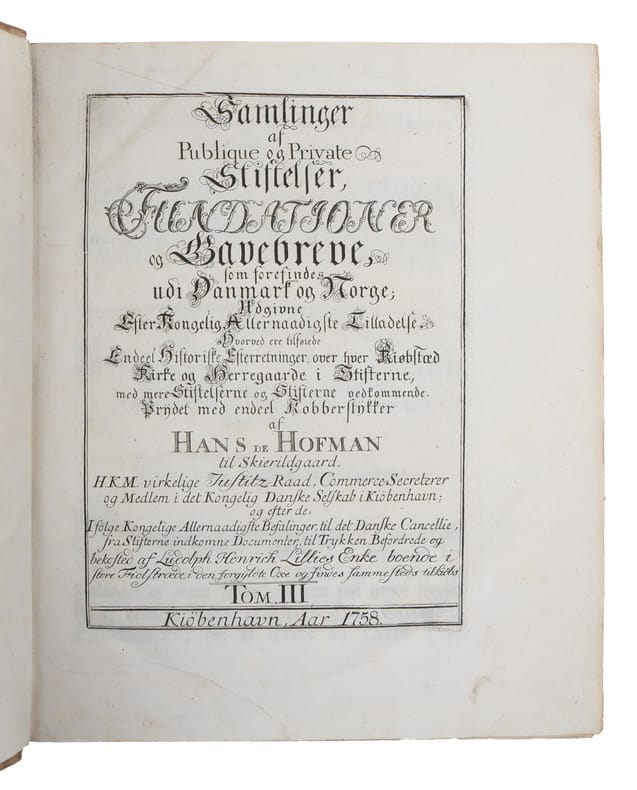 Samlinger
af
Publique og Private
Stiftelser,
FUNDATIONER
og Gavebreve,
som forefindes
udi Danmark og Norge;
Udgivne
Efter Kongelig Allernaadigste Tilladelse
Hvorved ere tilføiede
Endeel Historiske Efterretninger, over hver Kiøbstæd
Kirke og Herregaarde i Stifterne,
med mere Stiftelserne og Stifterne vedkommende.
Prydet med endeel Kobberstykker
af
HANS DE HOFMAN
til Skierildgaard,
H.K.M. virkelige Justitz-Raad, Commerce-Secreterer
og Medlem i det Kongelig Danske Selskab i Kiöbenhavn;
og efter de,
Ifölge Kongelige Allernaadigste Befalinger, til det Danske Cancellie,
fra Stifterne indkomne Documenter, til Trykken Befordrede og
bekosted af Ludolph Henrich Lillies Enke boende i
store Fiolstræde i den forgyldte Oxe og findes sammesteds tilkiöbs
TOM. III
Kiöbenhavn, Aar 1758.